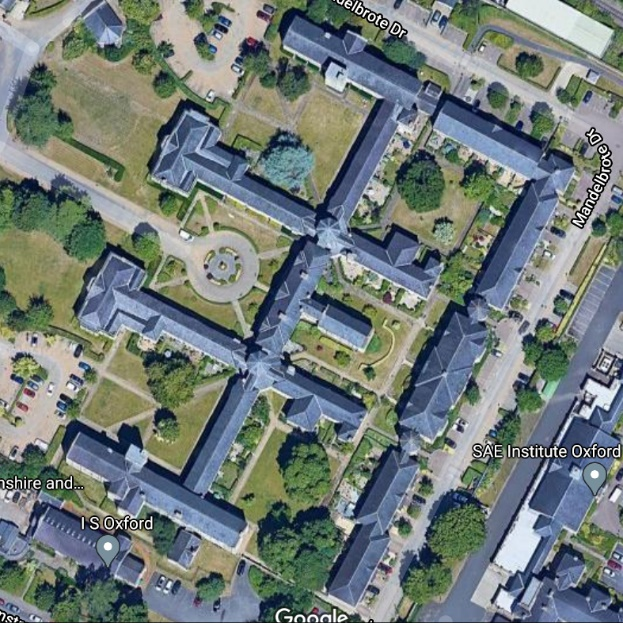 Mandelbrote Dr
Mandelbrote Dr
SAE Institute Oxford
nshire and...
I S Oxford
Google